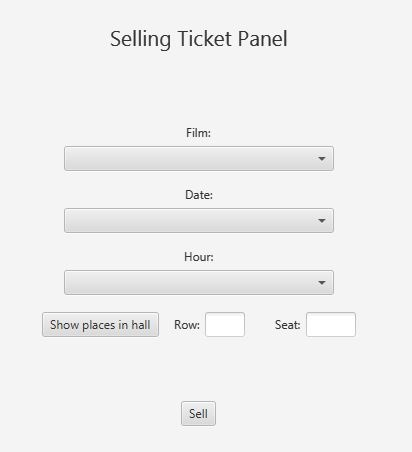 Selling Ticket Panel
Film:
Date:
Hour:
Show places in hall Row: Seat:
Sell